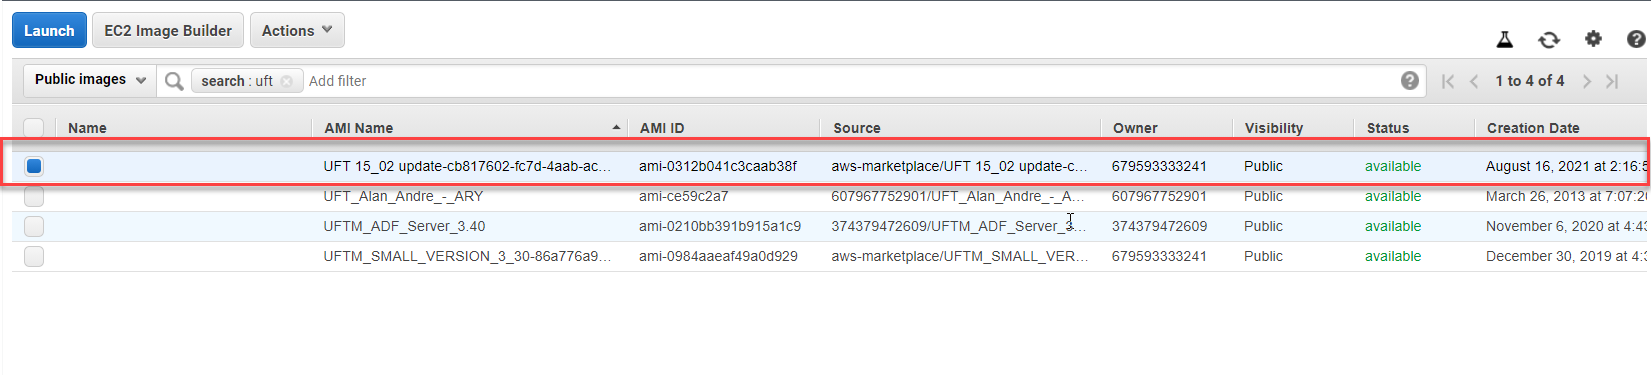 Launch EC2 Image Builder Actions
Public images search : uft Add filter 1 to 4 of 4
Name AMI Name AMI ID Source Owner Visibility Status Creation Date
UFT 15_02 update-cb817602-fc7d-4aab-ac... ami-0312b041c3caab38f aws-marketplace/UFT 15_02 update-c... 679593333241 Public available August 16, 2021 at 2:16:5
UFT_Alan_Andre_-_ARY ami-ce59c2a7 607967752901/UFT_Alan_Andre_-_A... 607967752901 Public available March 26, 2013 at 7:07:20
UFTM_ADF_Server_3.40 ami-0210bb391b915a1c9 374379472609/UFTM_ADF_Server_3... 374379472609 Public available November 6, 2020 at 4:43
UFTM_SMALL_VERSION_3_30-86a776a9... ami-0984aaeaf49a0d929 aws-marketplace/UFTM_SMALL_VER... 679593333241 Public available December 30, 2019 at 4:3